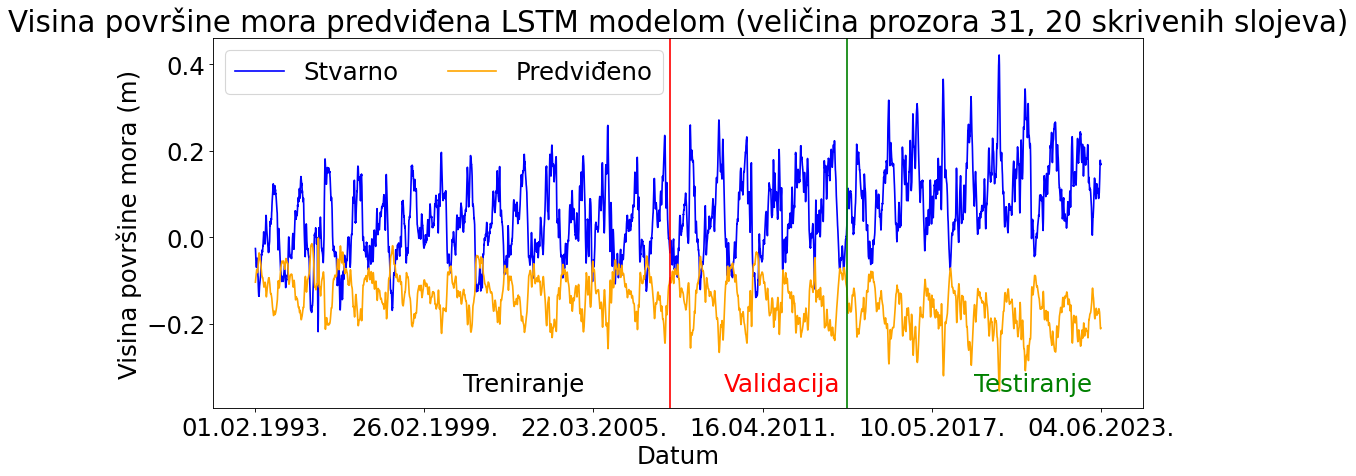 Visina površine mora predviđena LSTM modelom (veličina prozora 31, 20 skrivenih slojeva)
Stvarno Predviđeno
Visina površine mora (m)
0.4
0.2
0.0
−0.2
Treniranje Validacija Testiranje
01.02.1993. 26.02.1999. 22.03.2005. 16.04.2011. 10.05.2017. 04.06.2023.
Datum